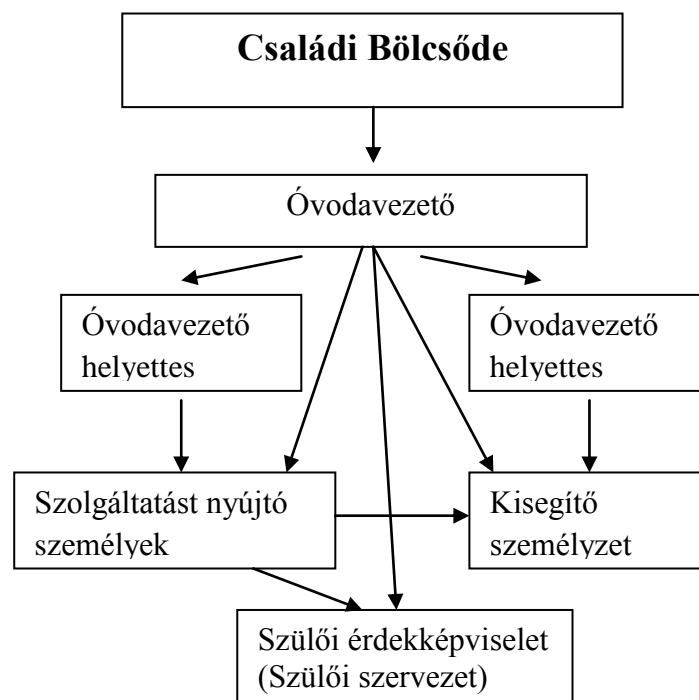 Családi Bölcsőde
Óvodavezető
Óvodavezető
helyettes
Óvodavezető
helyettes
Szolgáltatást nyújtó
személyek
Kisegítő
személyzet
Szülői érdekképviselet
(Szülői szervezet)